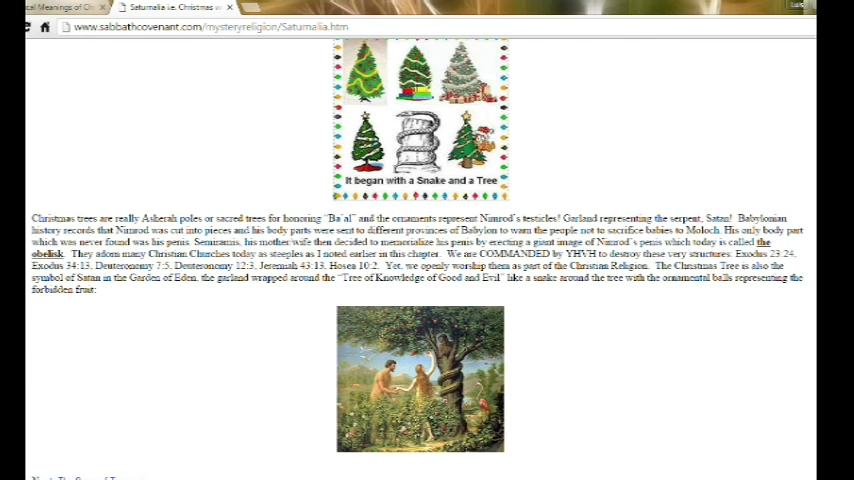 cal Meanings of Ch
Saturnalia i.e. Christmas w
Luis
www.sabbathcovenant.com/mysteryreligion/Saturnalia.htm
It began with a Snake and a Tree
Christmas trees are really Asherah poles or sacred trees for honoring "Ba`al" and the ornaments represent Nimrod`s testicles! Garland representing the serpent, Satan! Babylonian
history records that Nimrod was cut into pieces and his body parts were sent to different provinces of Babylon to warn the people not to sacrifice babies to Moloch. His only body part
which was never found was his penis. Semiramis, his mother/wife then decided to memorialize his penis by erecting a giant image of Nimrod`s penis which today is called the
obelisk. They adorn many Christian Churches today as steeples as I noted earlier in this chapter. We are COMMANDED by YHVH to destroy these very structures: Exodus 23:24,
Exodus 34:13, Deuteronomy 7:5, Deuteronomy 12:3, Jeremiah 43:13, Hosea 10:2. Yet, we openly worship them as part of the Christian Religion. The Christmas Tree is also the
symbol of Satan in the Garden of Eden, the garland wrapped around the "Tree of Knowledge of Good and Evil" like a snake around the tree with the ornamental balls representing the
forbidden fruit: